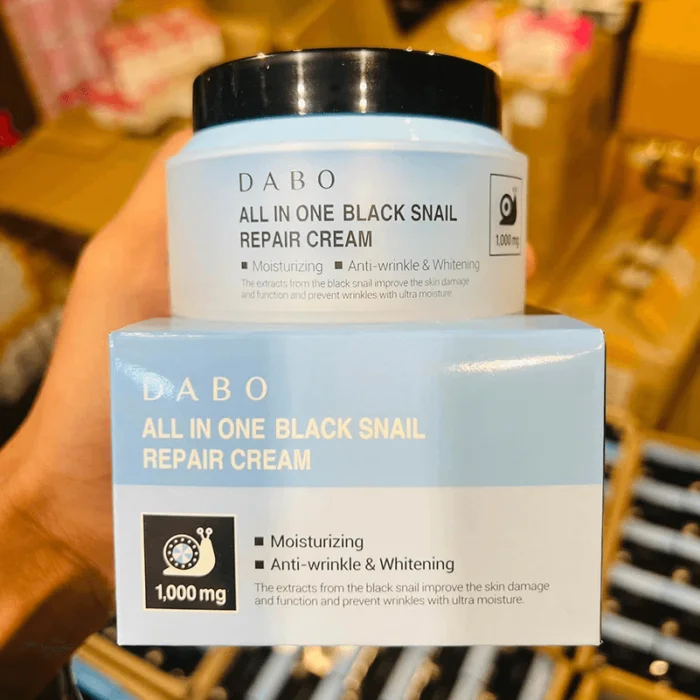 DABO
ALL IN ONE BLACK SNAIL
REPAIR CREAM
■ Moisturizing ■ Anti-wrinkle & Whitening
The extracts from the black snail improve the skin damage
and function and prevent wrinkles with ultra moisture.
1,000 mg
DABO
ALL IN ONE BLACK SNAIL
REPAIR CREAM
■ Moisturizing
■ Anti-wrinkle & Whitening
The extracts from the black snail improve the skin damage
and function and prevent wrinkles with ultra moisture.
1,000 mg